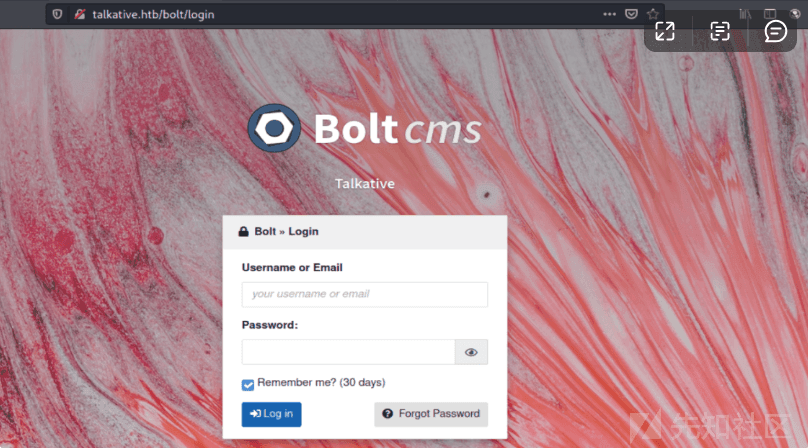 talkative.htb/bolt/login
Bolt cms
Talkative
Bolt » Login
Username or Email
your username or email
Password:
Remember me? (30 days)
Log in
Forgot Password
先知社区